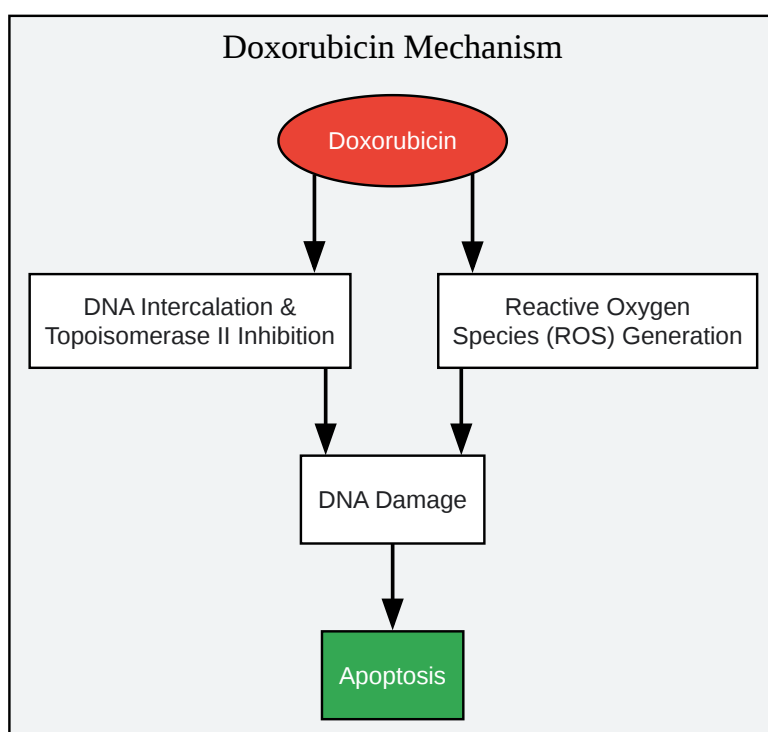 Doxorubicin Mechanism
Doxorubicin
DNA Intercalation &
Topoisomerase II Inhibition
Reactive Oxygen
Species (ROS) Generation
DNA Damage
Apoptosis